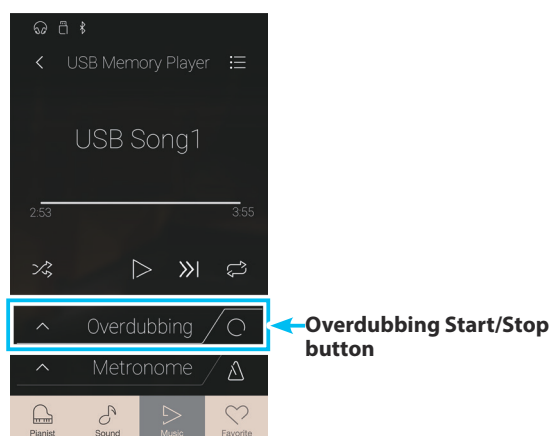 USB Memory Player
USB Song1
2:53 3:55
Overdubbing
Overdubbing Start/Stop
button
Metronome
Pianist Sound Music Favorite